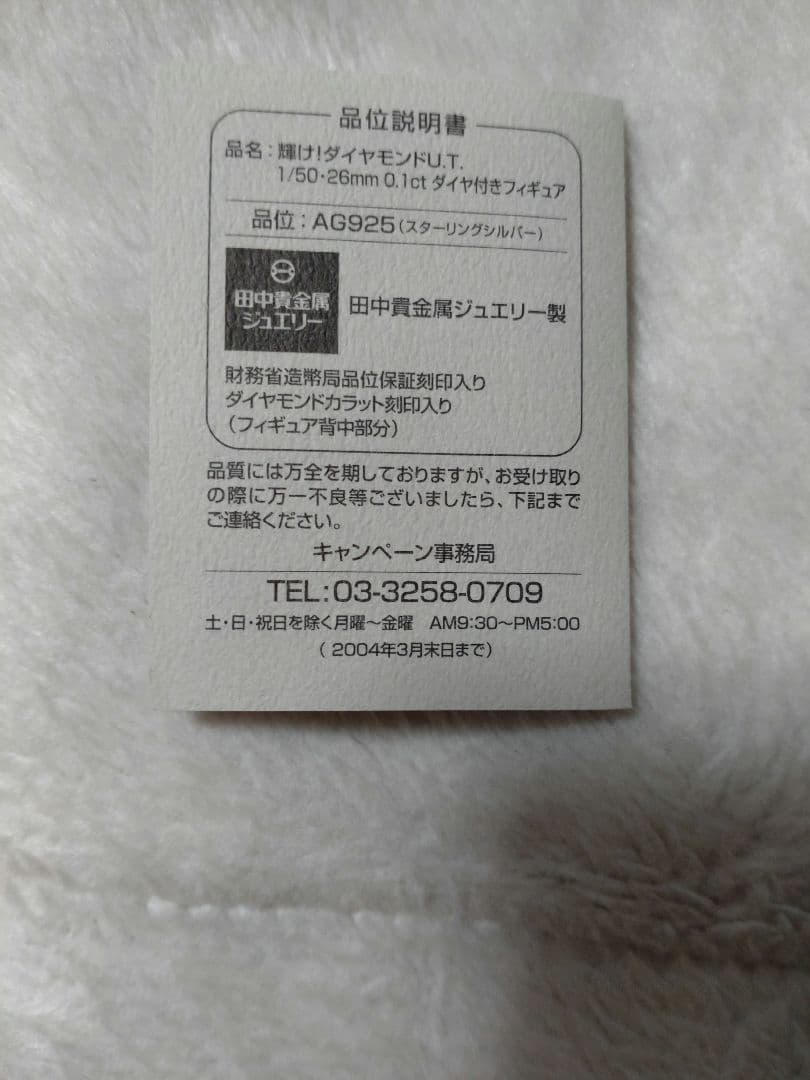 品位説明書
品名：輝け！ダイヤモンドU.T.
1/50・26mm 0.1ct ダイヤ付きフィギュア
品位：AG925（スターリングシルバー）
田中貴金属
ジュエリー
田中貴金属ジュエリー製
財務省造幣局品位保証刻印入り
ダイヤモンドカラット刻印入り
（フィギュア背中部分）
品質には万全を期しておりますが、お受け取り
の際に万一不良等ございましたら、下記まで
ご連絡ください。
キャンペーン事務局
TEL：03-3258-0709
土・日・祝日を除く月曜～金曜　AM9:30～PM5:00
（ 2004年3月末日まで）